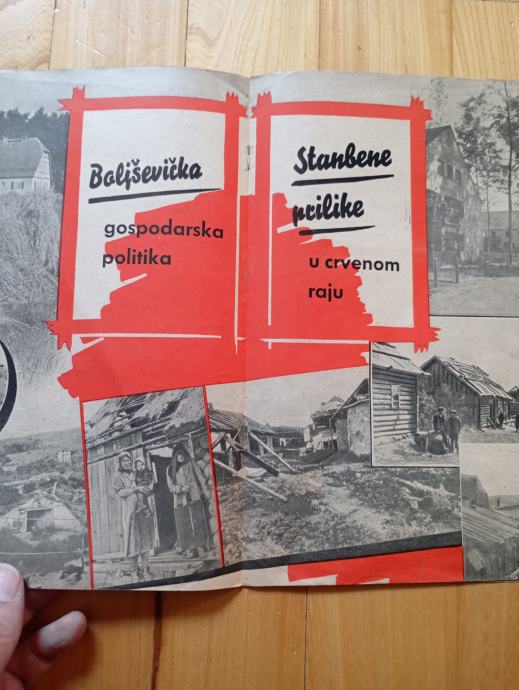 Boljševička
gospodarska
politika
Stanbene
prilike
u crvenom
raju